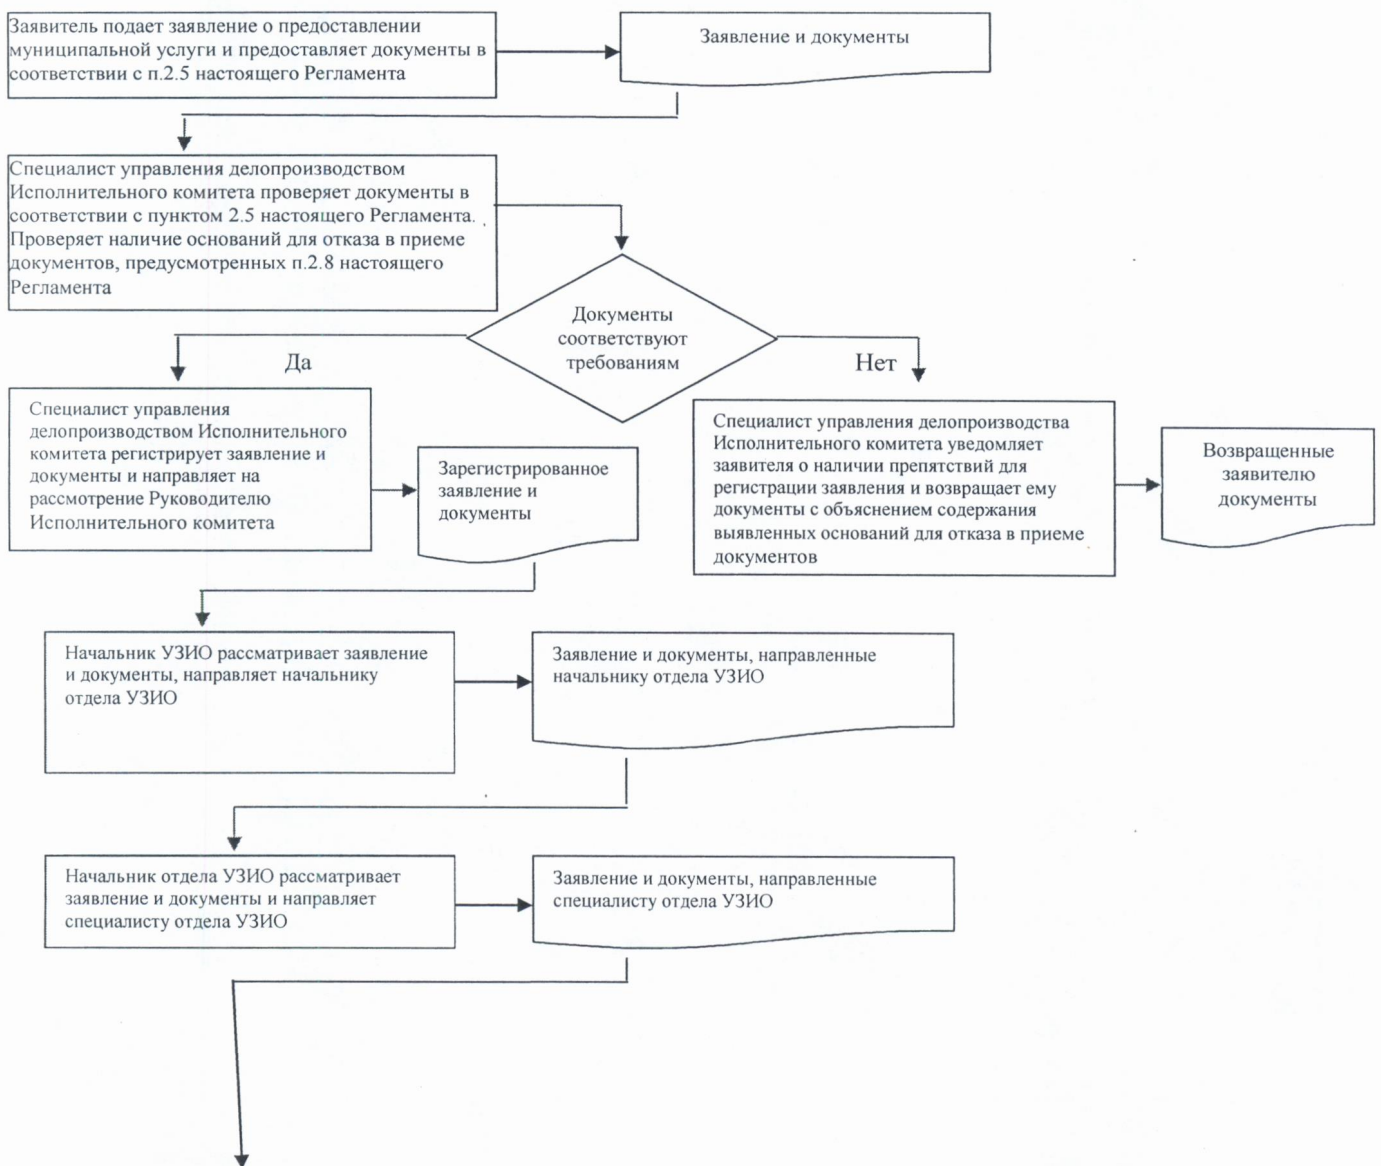 Заявитель подает заявление о предоставлении
муниципальной услуги и предоставляет документы в
соответствии с п.2.5 настоящего Регламента
Заявление и документы
Специалист управления делопроизводством
Исполнительного комитета проверяет документы в
соответствии с пунктом 2.5 настоящего Регламента.
Проверяет наличие оснований для отказа в приеме
документов, предусмотренных п.2.8 настоящего
Регламента
Документы
соответствуют
требованиям
Да
Нет
Специалист управления
делопроизводством Исполнительного
комитета регистрирует заявление и
документы и направляет на
рассмотрение Руководителю
Исполнительного комитета
Зарегистрированное
заявление и
документы
Специалист управления делопроизводства
Исполнительного комитета уведомляет
заявителя о наличии препятствий для
регистрации заявления и возвращает ему
документы с объяснением содержания
выявленных оснований для отказа в приеме
документов
Возвращенные
заявителю
документы
Начальник УЗИО рассматривает заявление
и документы, направляет начальнику
отдела УЗИО
Заявление и документы, направленные
начальнику отдела УЗИО
Начальник отдела УЗИО рассматривает
заявление и документы и направляет
специалисту отдела УЗИО
Заявление и документы, направленные
специалисту отдела УЗИО